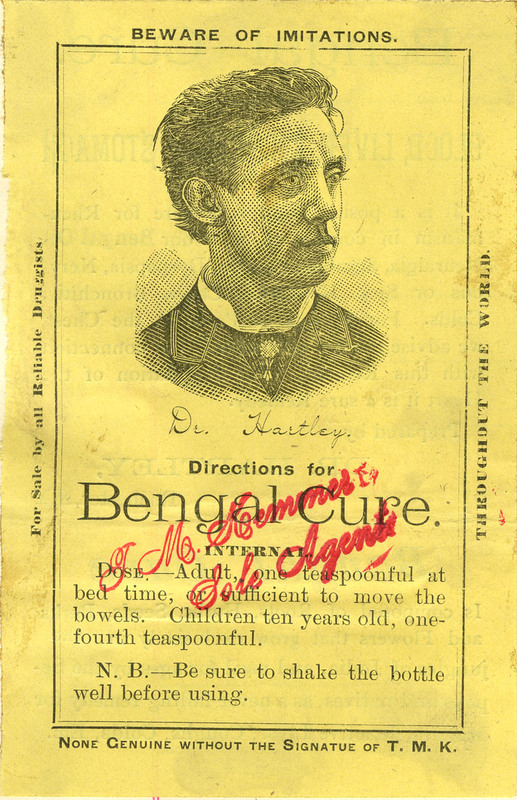 BEWARE OF IMITATIONS.
For Sale by all Reliable Druggists
THROUGHOUT THE WORLD.
Dr. Hartley.
Directions for
Bengal Cure.
INTERNAL.
DOSE.—Adult, one teaspoonful at
bed time, or sufficient to move the
bowels. Children ten years old, one-
fourth teaspoonful.
N. B.—Be sure to shake the bottle
well before using.
J. M.
Sole Agents
NONE GENUINE WITHOUT THE SIGNATUE OF T. M. K.